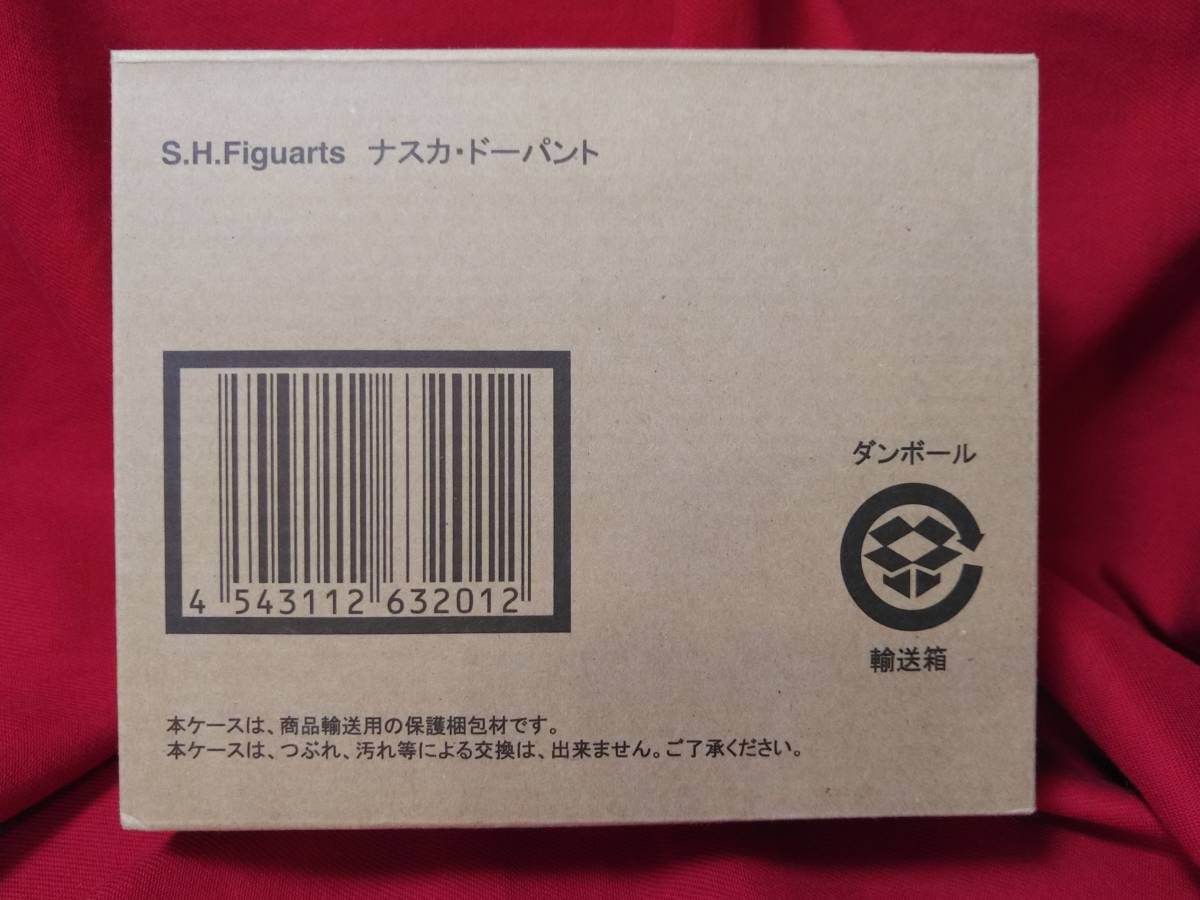 S.H.Figuarts ナスカ・ドーパント
4 543112 632012
ダンボール
輸送箱
本ケースは、商品輸送用の保護梱包材です。
本ケースは、つぶれ、汚れ等による交換は、出来ません。ご了承ください。